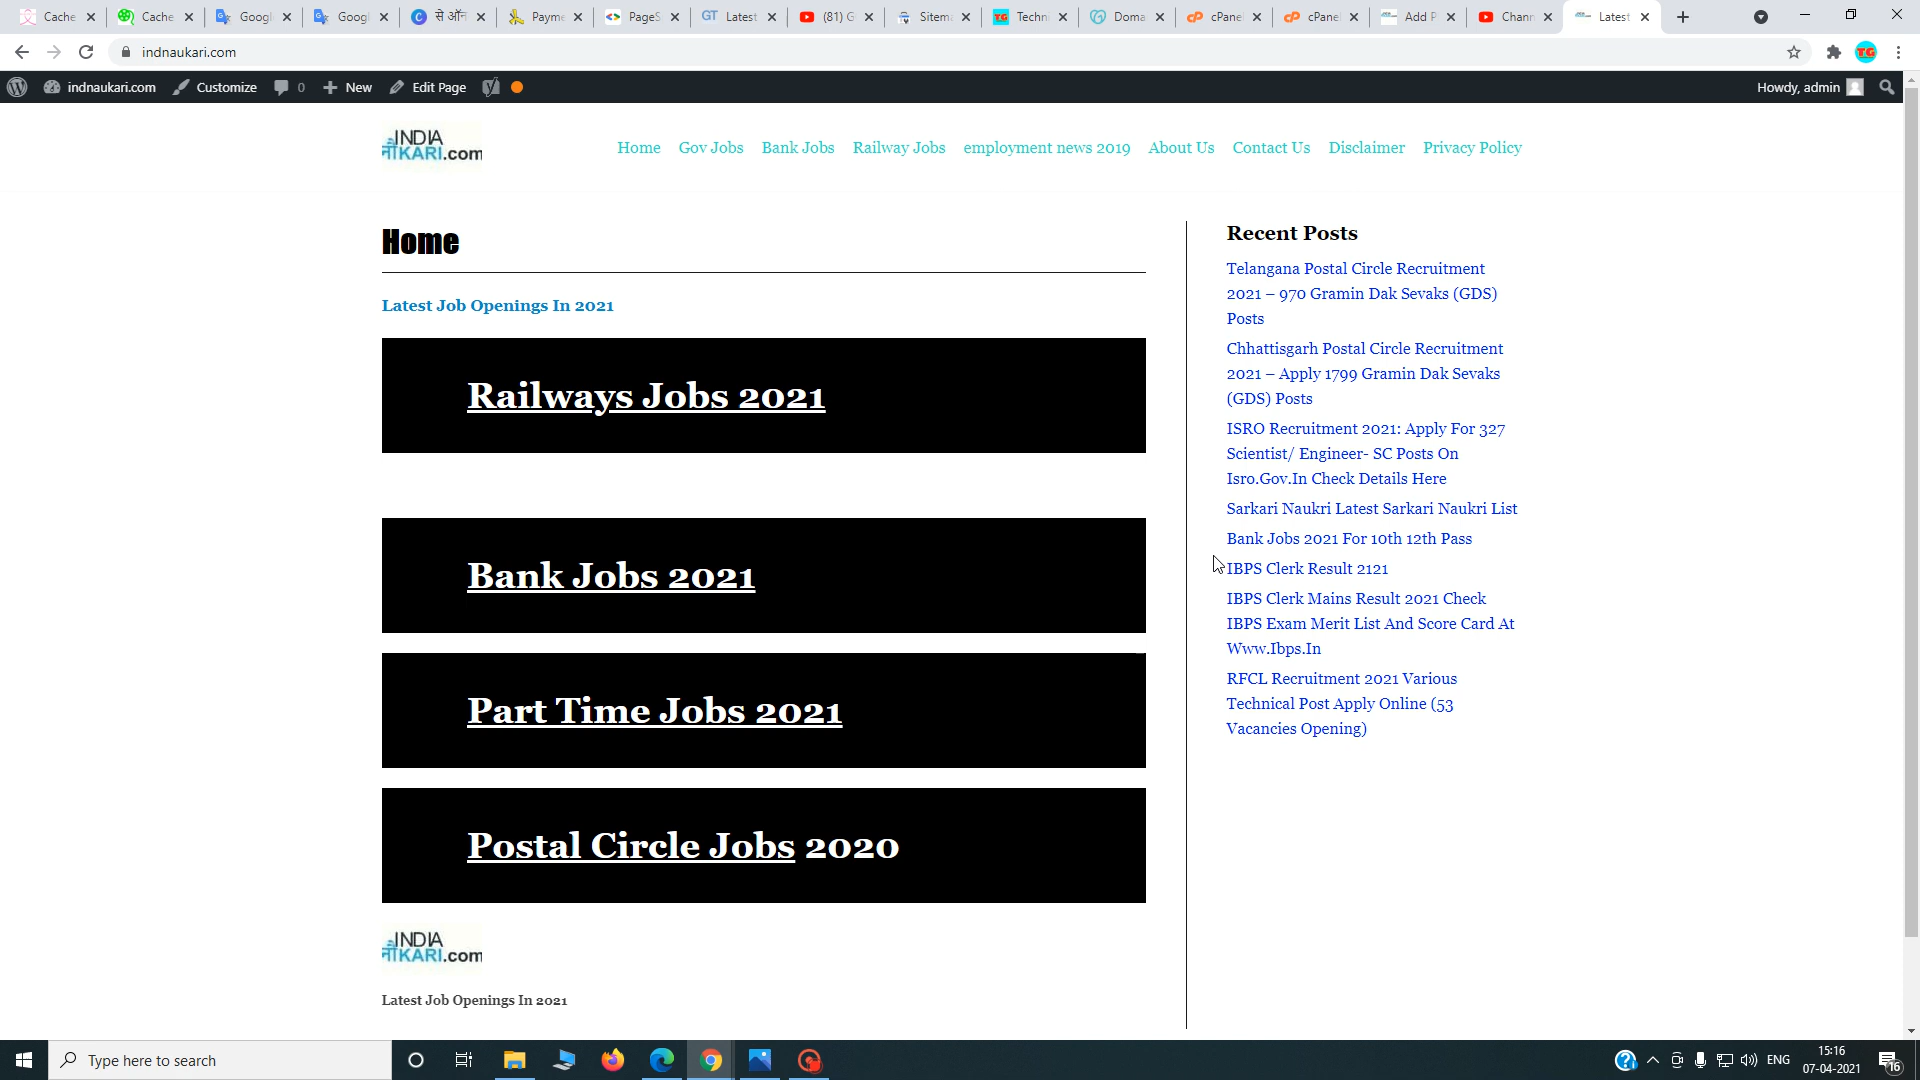 Cache
Cache
Googl
Googl
से ऑन
Payme
PageS
Latest
(81) G
Sitem
Techni
Doma
cPanel
cPanel
Add P
Chann
Latest
indnaukari.com
indnaukari.com
Customize
0
New
Edit Page
Howdy, admin
INDIA
नौKARI.com
Home
Gov Jobs
Bank Jobs
Railway Jobs
employment news 2019
About Us
Contact Us
Disclaimer
Privacy Policy
Home
Latest Job Openings In 2021
Railways Jobs 2021
Bank Jobs 2021
Part Time Jobs 2021
Postal Circle Jobs 2020
INDIA
नौKARI.com
Latest Job Openings In 2021
Recent Posts
Telangana Postal Circle Recruitment
2021 – 970 Gramin Dak Sevaks (GDS)
Posts
Chhattisgarh Postal Circle Recruitment
2021 – Apply 1799 Gramin Dak Sevaks
(GDS) Posts
ISRO Recruitment 2021: Apply For 327
Scientist/ Engineer- SC Posts On
Isro.Gov.In Check Details Here
Sarkari Naukri Latest Sarkari Naukri List
Bank Jobs 2021 For 10th 12th Pass
IBPS Clerk Result 2121
IBPS Clerk Mains Result 2021 Check
IBPS Exam Merit List And Score Card At
Www.Ibps.In
RFCL Recruitment 2021 Various
Technical Post Apply Online (53
Vacancies Opening)
Type here to search
ENG
15:16
07-04-2021
16